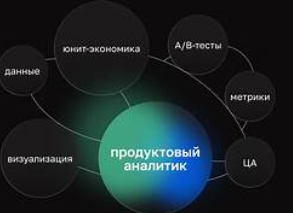 юнит-экономика
А/В-тесты
данные
метрики
визуализация
продуктовый
аналитик
ЦА